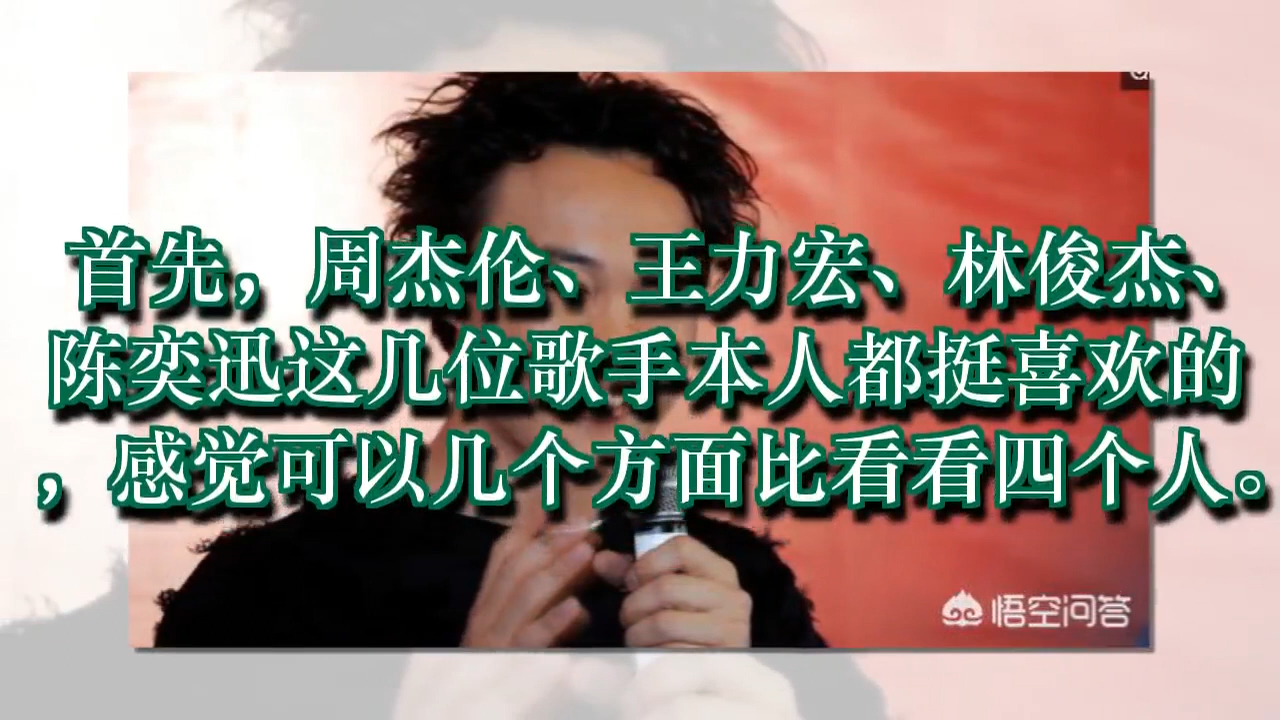 首先，周杰伦、王力宏、林俊杰、
陈奕迅这几位歌手本人都挺喜欢的
，感觉可以几个方面比看看四个人。
悟空问答